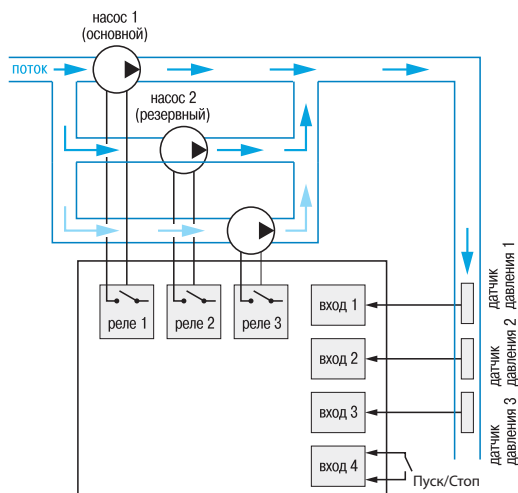 насос 1
(основной)
поток
насос 2
(резервный)
реле 1
реле 2
реле 3
вход 1
вход 2
вход 3
вход 4
датчик
давления 1
датчик
давления 2
датчик
давления 3
Пуск/Стоп